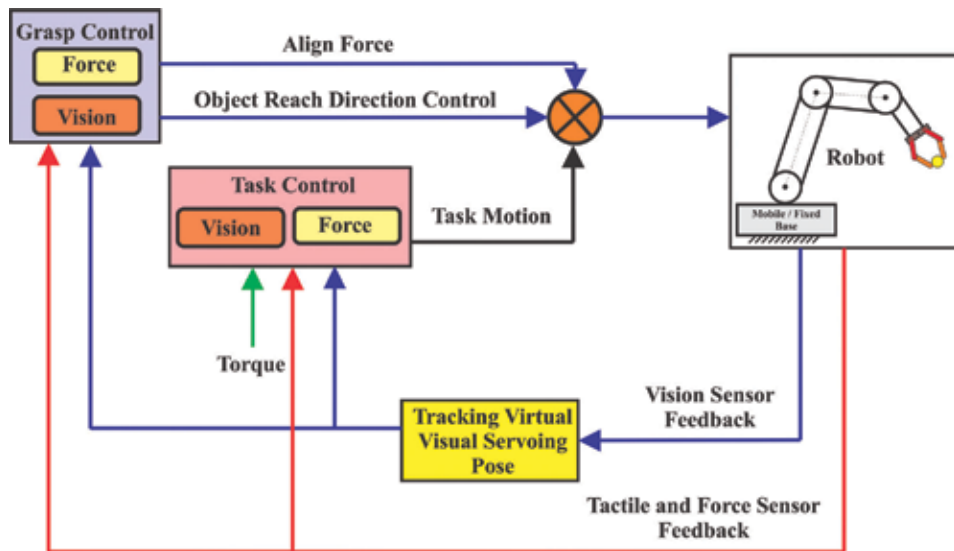 Grasp Control
Force
Vision
Align Force
Object Reach Direction Control
Task Control
Vision
Force
Task Motion
Robot
Mobile / Fixed
Base
Torque
Tracking Virtual
Visual Servoing
Pose
Vision Sensor
Feedback
Tactile and Force Sensor
Feedback